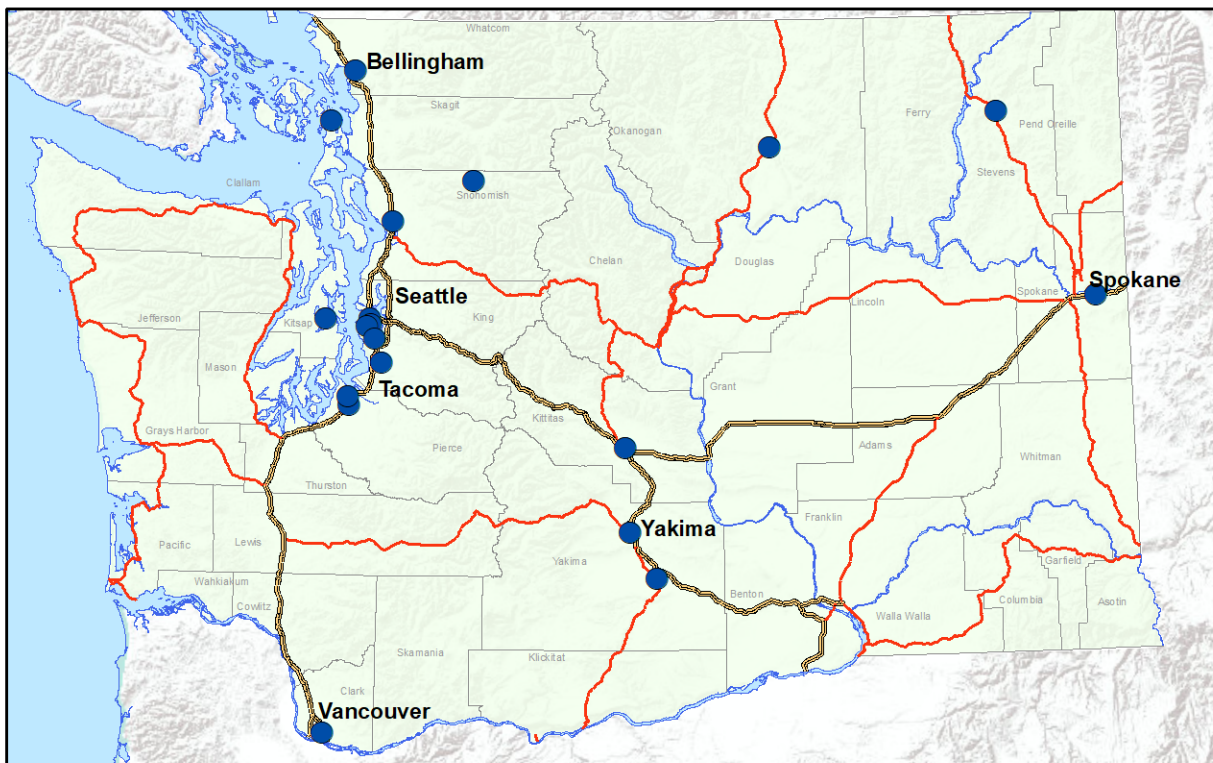 Whatcom
Bellingham
Skagit
Okanogan
Ferry
Pend Oreille
Stevens
Clallam
Snohomish
Chelan
Douglas
Spokane
Spokane
Seattle
King
Lincoln
Jefferson
Kitsap
Mason
Tacoma
Grant
Kittitas
Grays Harbor
Pierce
Adams
Whitman
Thurston
Franklin
Yakima
Pacific
Lewis
Yakima
Garfield
Wahkiakum
Benton
Columbia
Asotin
Cowlitz
Walla Walla
Skamania
Klickitat
Clark
Vancouver